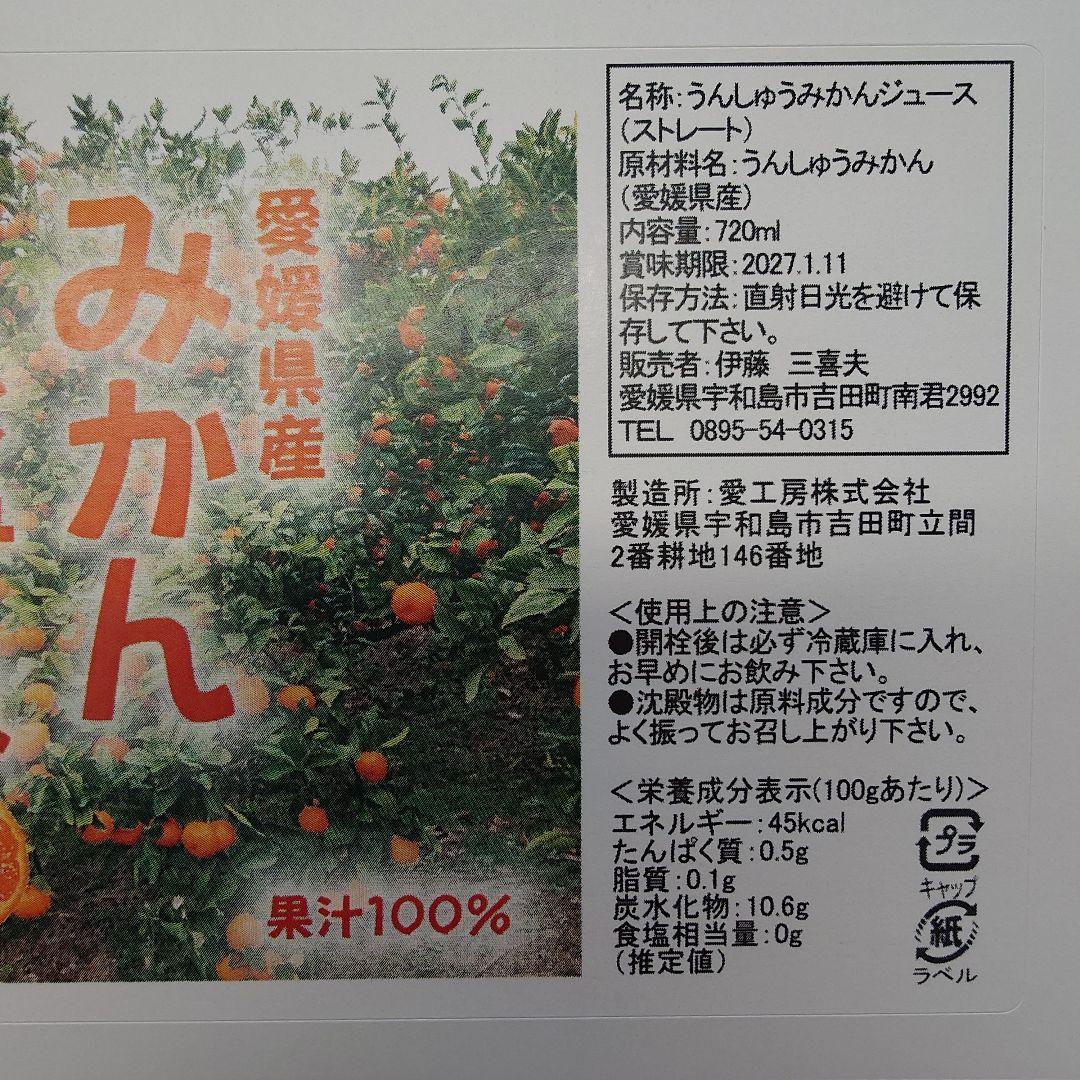 愛媛県産
みかん
果汁100%
名称：うんしゅうみかんジュース
（ストレート）
原材料名：うんしゅうみかん
（愛媛県産）
内容量：720ml
賞味期限：2027.1.11
保存方法：直射日光を避けて保
存して下さい。
販売者：伊藤 三喜夫
愛媛県宇和島市吉田町南君2992
TEL 0895-54-0315
製造所：愛工房株式会社
愛媛県宇和島市吉田町立間
2番耕地146番地
＜使用上の注意＞
●開栓後は必ず冷蔵庫に入れ、
お早めにお飲み下さい。
●沈殿物は原料成分ですので、
よく振ってお召し上がり下さい。
＜栄養成分表示(100gあたり)＞
エネルギー：45kcal
たんぱく質：0.5g
脂質：0.1g
炭水化物：10.6g
食塩相当量：0g
（推定値）
プラ
キャップ
紙
ラベル